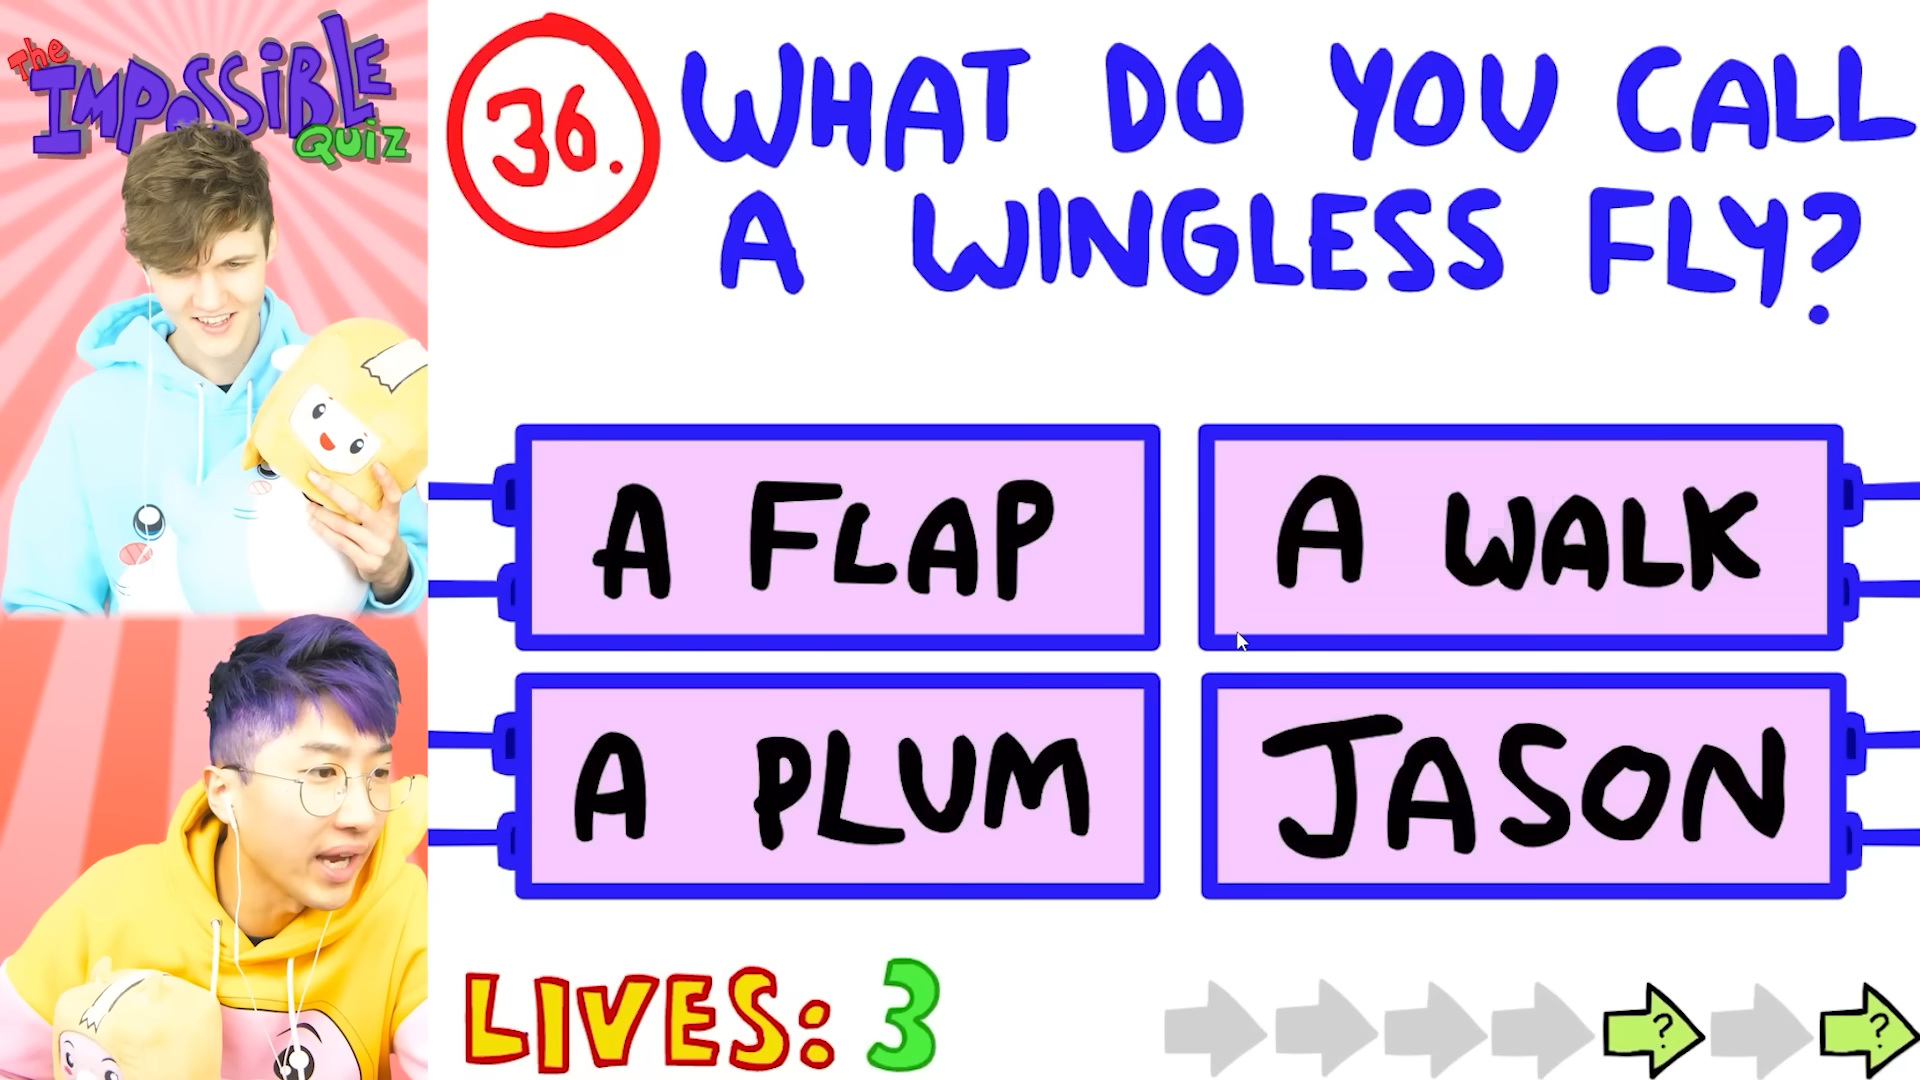 The
IMPOSSiBLE
QUiZ
36. WHAT DO YOU CALL
A WINGLESS FLY?
A FLAP
A WALK
A PLUM
JASON
LIVES: 3
? ?